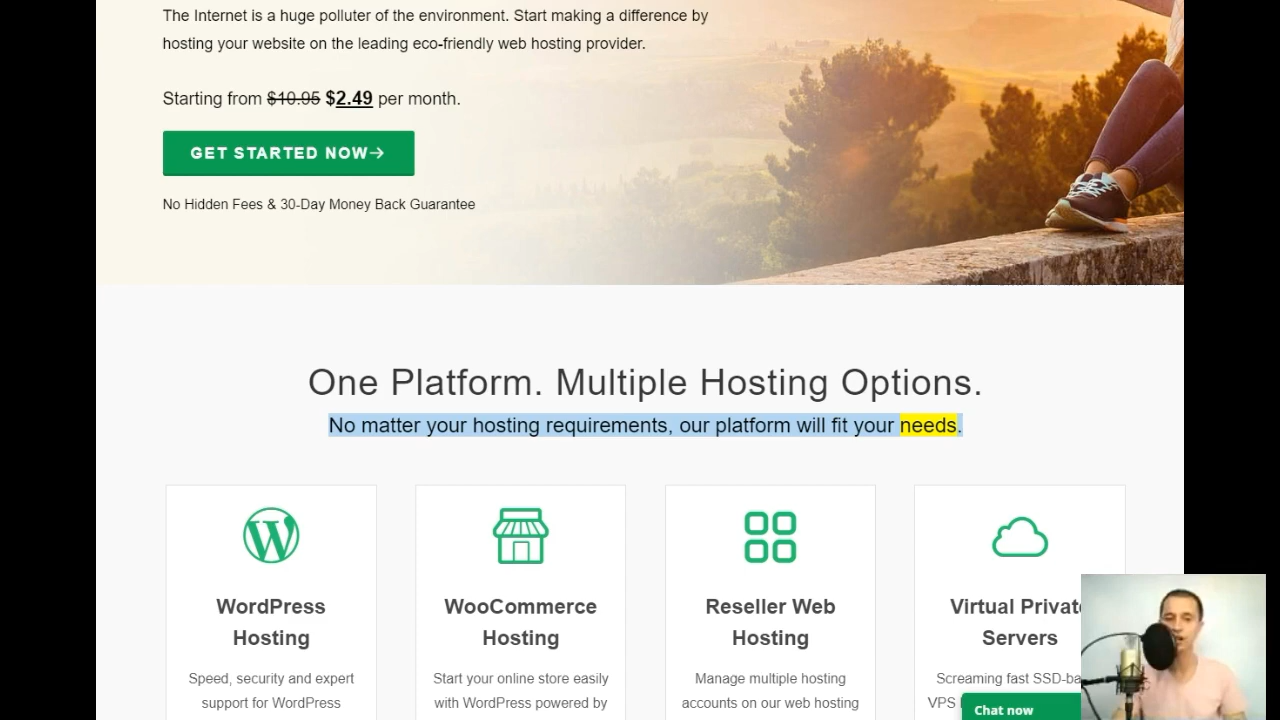 The Internet is a huge polluter of the environment. Start making a difference by
hosting your website on the leading eco-friendly web hosting provider.
Starting from $10.95 $2.49 per month.
GET STARTED NOW→
No Hidden Fees & 30-Day Money Back Guarantee
One Platform. Multiple Hosting Options.
No matter your hosting requirements, our platform will fit your needs.
WordPress
Hosting
Speed, security and expert
support for WordPress
WooCommerce
Hosting
Start your online store easily
with WordPress powered by
Reseller Web
Hosting
Manage multiple hosting
accounts on our web hosting
Virtual
Servers
Screaming fast
VPS
Chat now